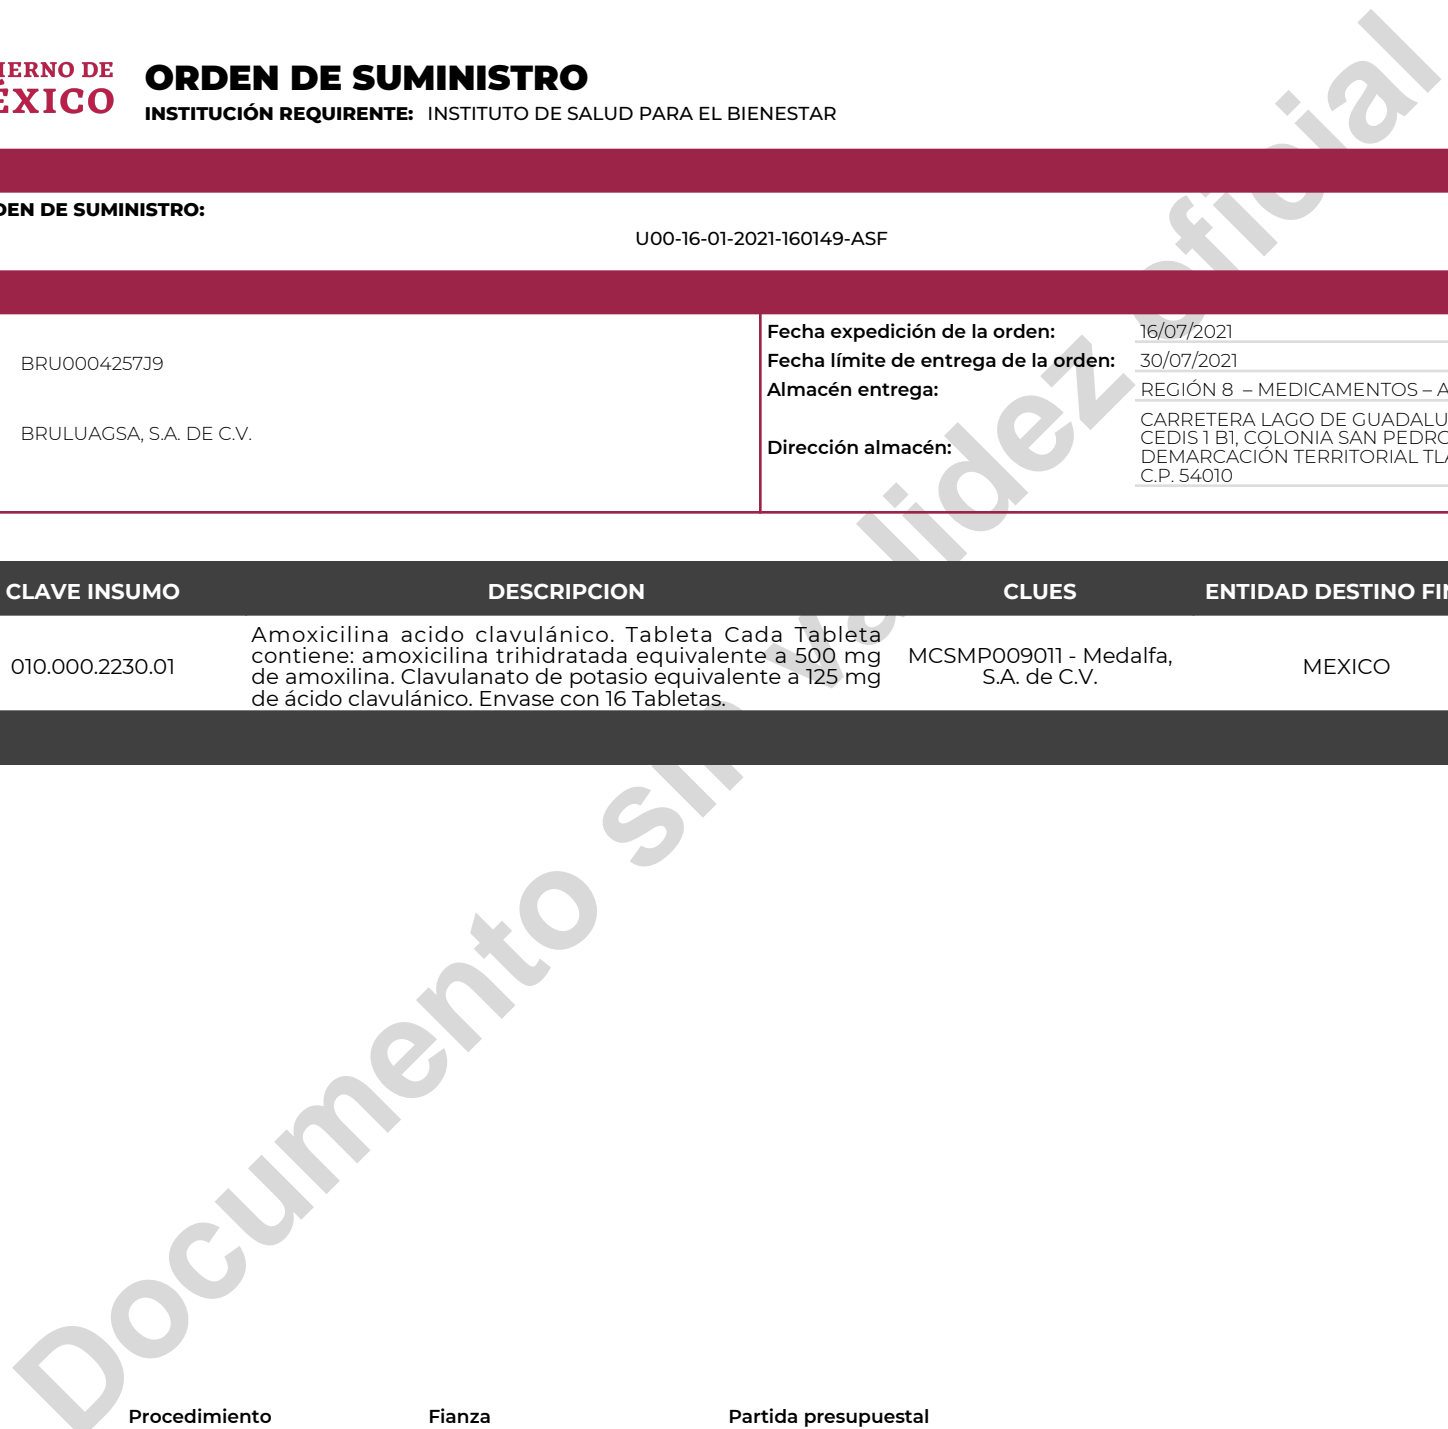 IERNO DE
ÉXICO
ORDEN DE SUMINISTRO
INSTITUCIÓN REQUIRENTE: INSTITUTO DE SALUD PARA EL BIENESTAR
DEN DE SUMINISTRO:
U00-16-01-2021-160149-ASF
BRU0004257J9
BRULUAGSA, S.A. DE C.V.
Fecha expedición de la orden: 16/07/2021
Fecha límite de entrega de la orden: 30/07/2021
Almacén entrega: REGIÓN 8 – MEDICAMENTOS – A
Dirección almacén:
CARRETERA LAGO DE GUADALU
CEDIS 1 B1, COLONIA SAN PEDRO
DEMARCACIÓN TERRITORIAL TLA
C.P. 54010
CLAVE INSUMO DESCRIPCION CLUES ENTIDAD DESTINO FIN
010.000.2230.01
Amoxicilina acido clavulánico. Tableta Cada Tableta
contiene: amoxicilina trihidratada equivalente a 500 mg
de amoxilina. Clavulanato de potasio equivalente a 125 mg
de ácido clavulánico. Envase con 16 Tabletas.
MCSMP009011 - Medalfa,
S.A. de C.V.
MEXICO
Documento sin validez oficial
Procedimiento Fianza Partida presupuestal